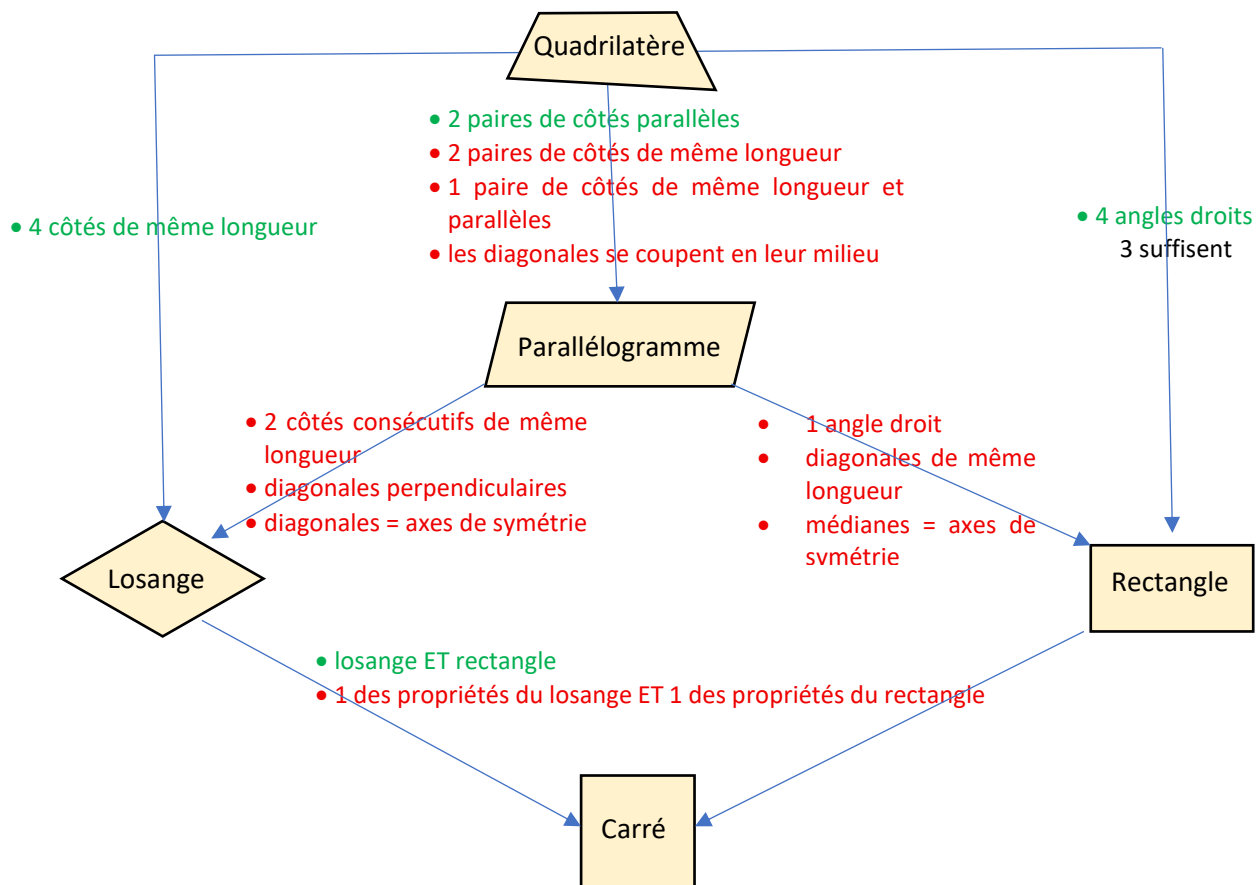 Quadrilatère
• 2 paires de côtés parallèles
• 2 paires de côtés de même longueur
• 1 paire de côtés de même longueur et
parallèles
• les diagonales se coupent en leur milieu
• 4 côtés de même longueur
• 4 angles droits
3 suffisent
Parallélogramme
• 2 côtés consécutifs de même
longueur
• diagonales perpendiculaires
• diagonales = axes de symétrie
• 1 angle droit
• diagonales de même
longueur
• médianes = axes de
symétrie
Losange
Rectangle
• losange ET rectangle
• 1 des propriétés du losange ET 1 des propriétés du rectangle
Carré